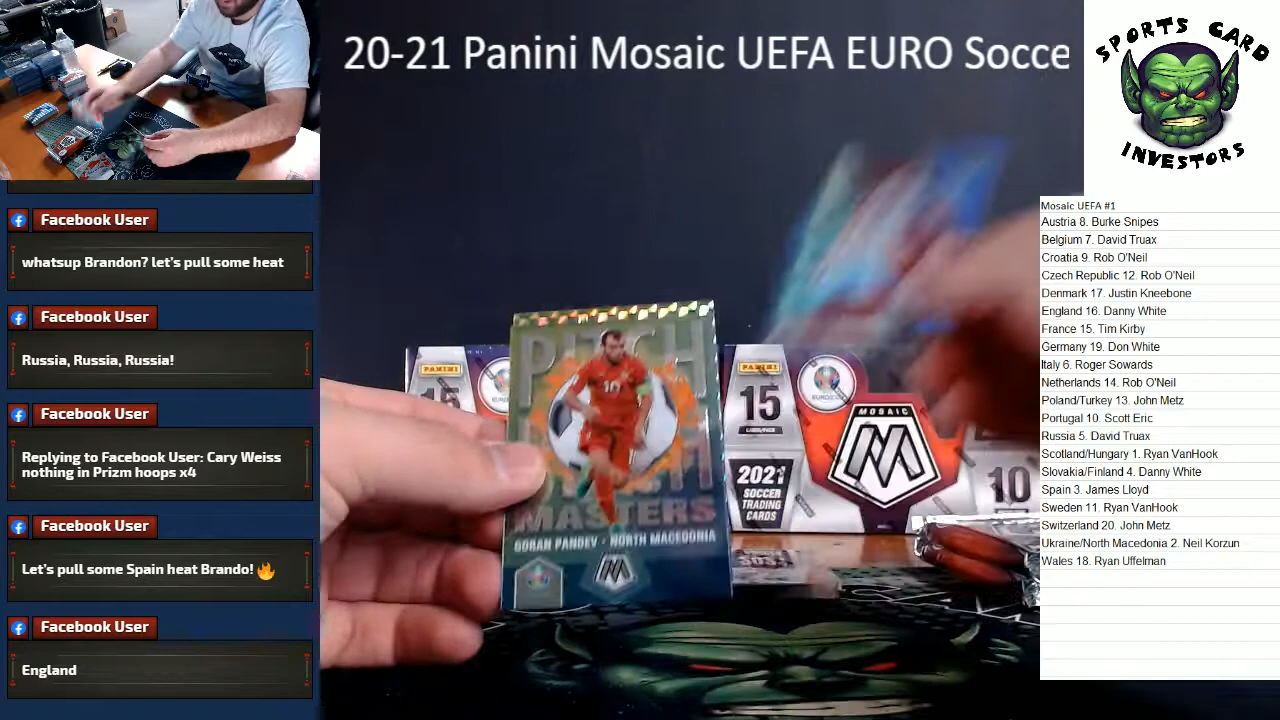 20-21 Panini Mosaic UEFA EURO Socce
SPORTS CARD
INVESTORS
Facebook User
whatsup Brandon? let's pull some heat
Facebook User
Russia, Russia, Russia!
Facebook User
Replying to Facebook User: Cary Weiss
nothing in Prizm hoops x4
Facebook User
Let's pull some Spain heat Brando!🔥
Facebook User
England
PITCH
MASTERS
GORAN PANDEV • NORTH MACEDONIA
PANINI
15
PANINI
15
2021
SOCCER
TRADING
CARDS
MOSAIC
10
Mosaic UEFA #1
Austria 8. Burke Snipes
Belgium 7. David Truax
Croatia 9. Rob O'Neil
Czech Republic 12. Rob O'Neil
Denmark 17. Justin Kneebone
England 16. Danny White
France 15. Tim Kirby
Germany 19. Don White
Italy 6. Roger Sowards
Netherlands 14. Rob O'Neil
Poland/Turkey 13. John Metz
Portugal 10. Scott Eric
Russia 5. David Truax
Scotland/Hungary 1. Ryan VanHook
Slovakia/Finland 4. Danny White
Spain 3. James Lloyd
Sweden 11. Ryan VanHook
Switzerland 20. John Metz
Ukraine/North Macedonia 2. Neil Korzun
Wales 18. Ryan Uffelman